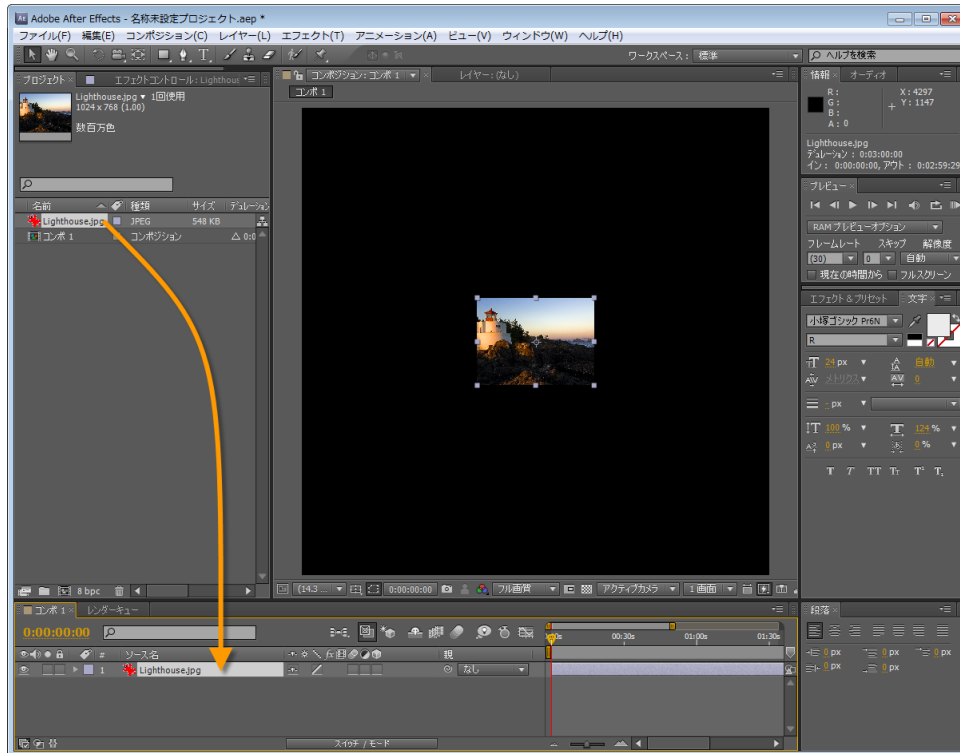 Adobe After Effects - 名称未設定プロジェクト.aep *
ファイル(F) 編集(E) コンポジション(C) レイヤー(L) エフェクト(T) アニメーション(A) ビュー(V) ウィンドウ(W) ヘルプ(H)
ワークスペース: 標準
ヘルプを検索
プロジェクト
エフェクトコントロール: Lighthous
Lighthouse.jpg ▼ 1回使用
1024 x 768 (1.00)
数百万色
名前 種類 サイズ デュレーション
Lighthouse.jpg JPEG 548 KB
コンポ 1 コンポジション △ 0:0
8 bpc
コンポジション: コンポ 1
レイヤー: (なし)
コンポ 1
(14.3 ... 0:00:00:00 フル画質 アクティブカメラ 1 画面
情報 オーディオ
R : X : 4297
G : Y : 1147
B :
A : 0
Lighthouse.jpg
デュレーション : 0:03:00:00
イン : 0:00:00:00, アウト : 0:02:59:29
プレビュー
RAM プレビューオプション
フレームレート スキップ 解像度
(30) 0 自動
現在の時間から フルスクリーン
エフェクト&プリセット 文字
小塚ゴシック Pr6N
R
24 px 自動
メトリクス 0
- px
100 % 124 %
0 px 0 %
T T TT Tт T¹ T,
コンポ 1 レンダーキュー
0:00:00:00
00s 00:30s 01:00s 01:30s
# ソース名 親
1 Lighthouse.jpg なし
スイッチ / モード
段落
0 px 0 px 0 px
0 px 0 px